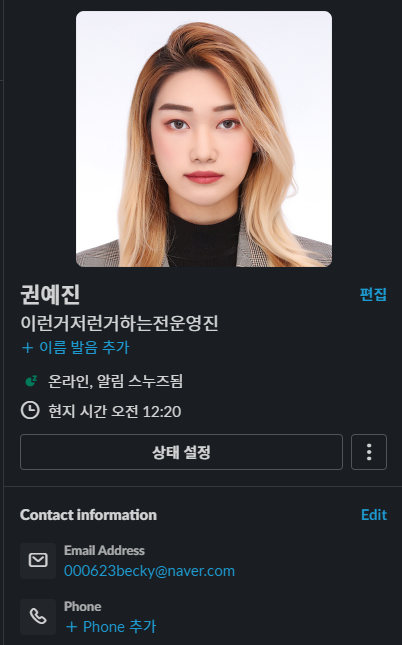 권예진
편집
이런거저런거하는전운영진
+ 이름 발음 추가
온라인, 알림 스누즈됨
현지 시간 오전 12:20
상태 설정
Contact information
Edit
Email Address
000623becky@naver.com
Phone
+ Phone 추가